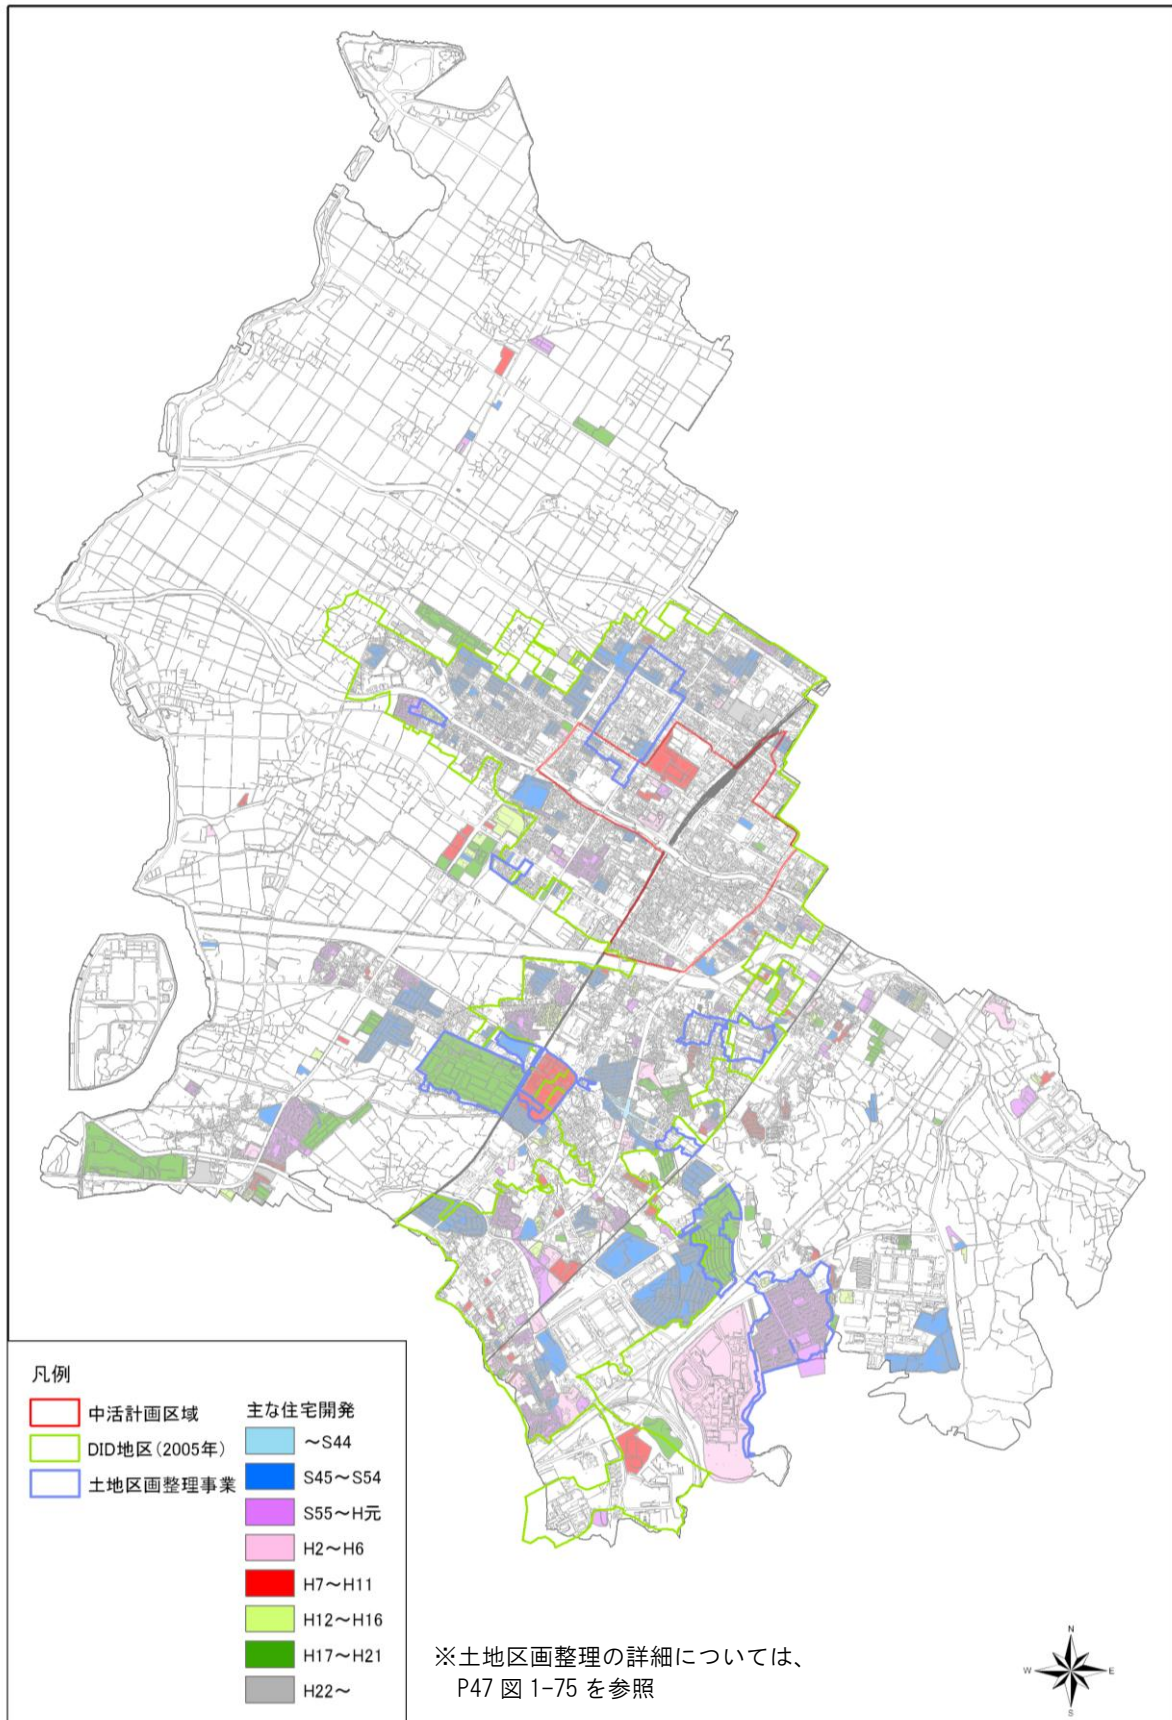 凡例
中活計画区域
DID地区(2005年)
土地区画整理事業
主な住宅開発
～S44
S45～S54
S55～H元
H2～H6
H7～H11
H12～H16
H17～H21
H22～
※土地区画整理の詳細については、
P47 図 1-75 を参照
N
W
E
S